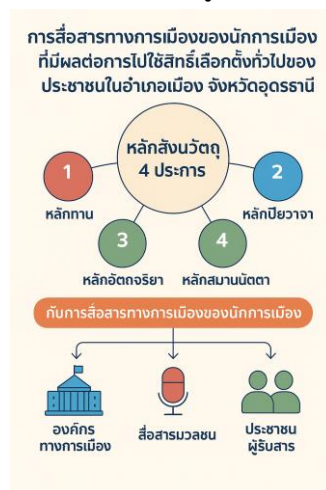 การสื่อสารทางการเมืองของนักการเมือง
ที่มีผลต่อการไปใช้สิทธิ์เลือกตั้งทั่วไปของ
ประชาชนในอำเภอเมือง จังหวัดอุดรธานี
หลักสังนวัตถุ
4 ประการ
1
หลักทาน
2
หลักปิยวาจา
3
หลักอัตถจริยา
4
หลักสมานนัตตา
กับการสื่อสารทางการเมืองของนักการเมือง
องค์กร
ทางการเมือง
สื่อสารมวลชน
ประชาชน
ผู้รับสาร